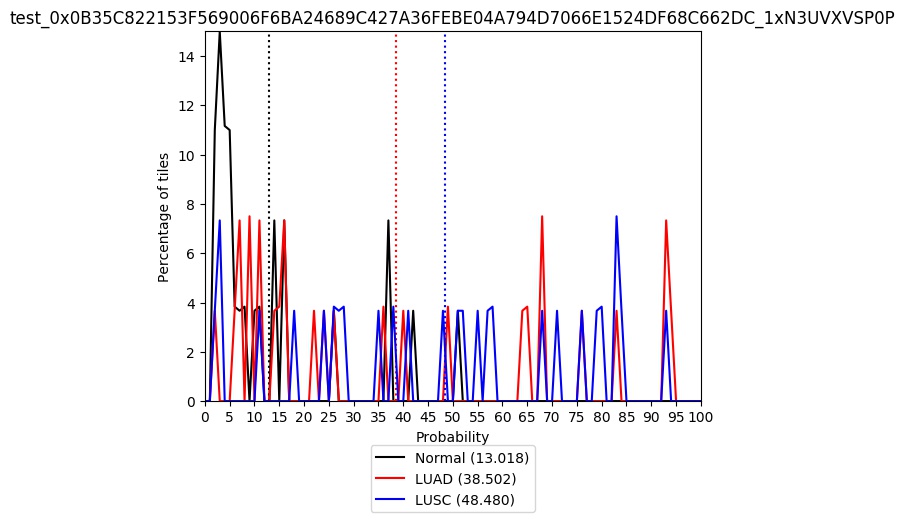 test_0x0B35C822153F569006F6BA24689C427A36FEBE04A794D7066E1524DF68C662DC_1xN3UVXVSP0P
14
12
10
8
6
4
2
0
Percentage of tiles
0 5 10 15 20 25 30 35 40 45 50 55 60 65 70 75 80 85 90 95 100
Probability
Normal (13.018)
LUAD (38.502)
LUSC (48.480)